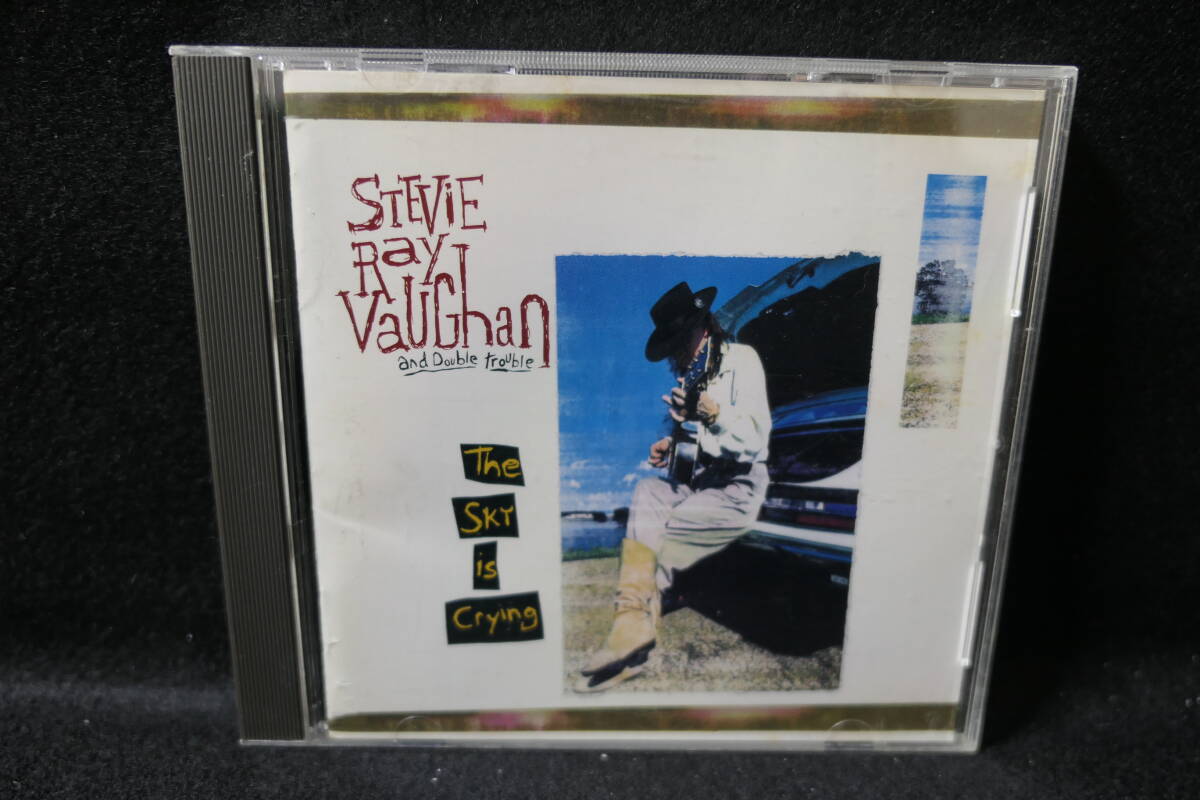 STEViE
RaY
VaUGhan
and Double trouble
The
SKY
is
Crying